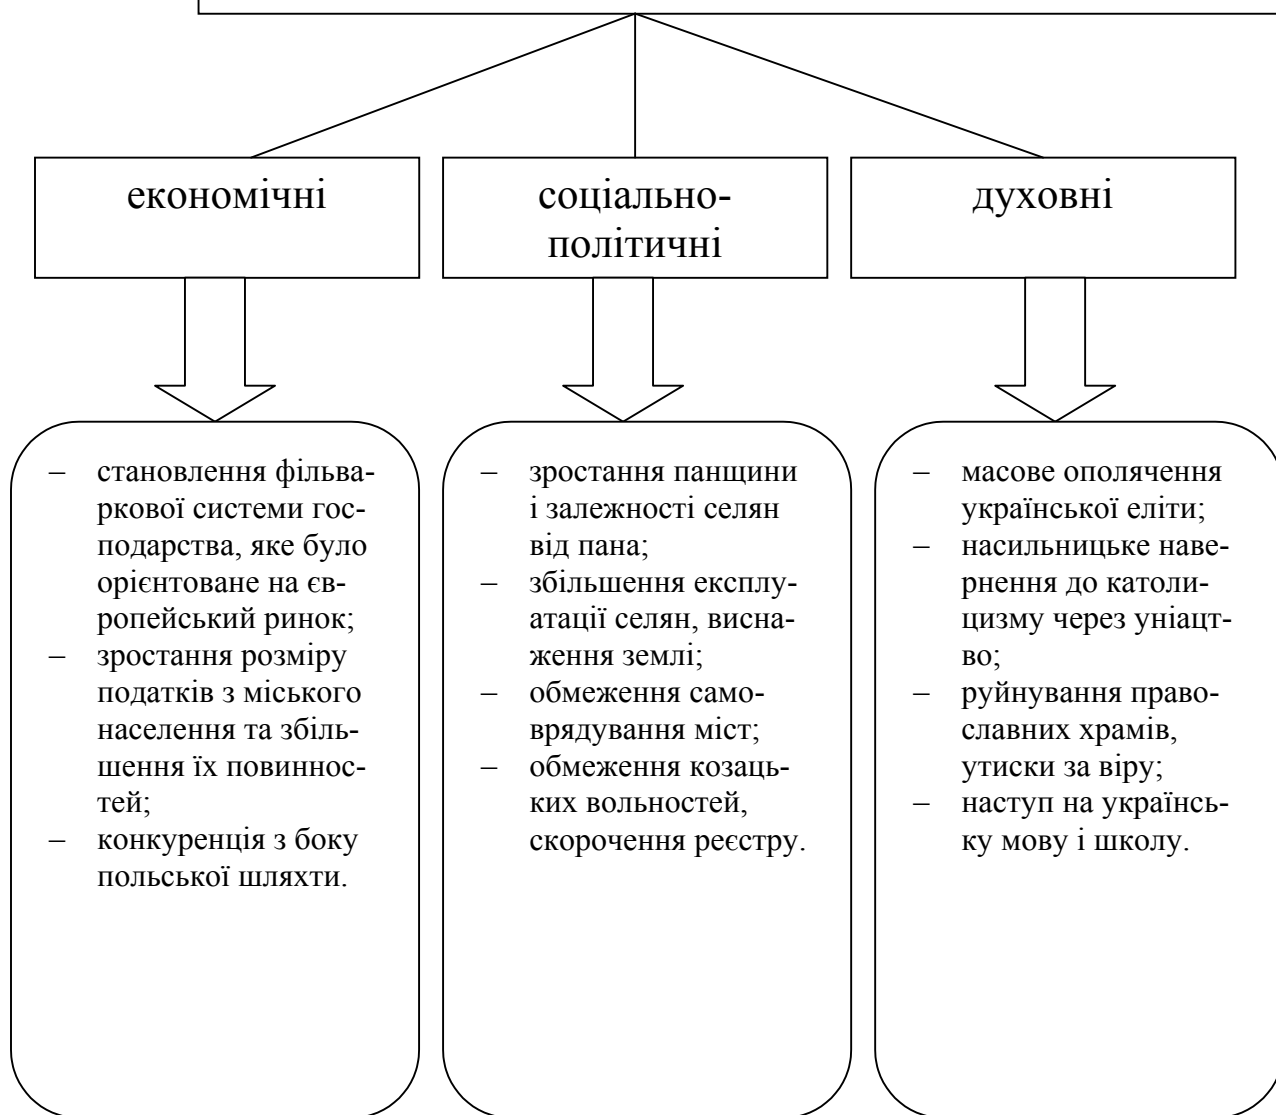 економічні
соціально-
політичні
духовні
– становлення фільва-
ркової системи гос-
подарства, яке було
орієнтоване на єв-
ропейський ринок;
– зростання розміру
податків з міського
населення та збіль-
шення їх повиннос-
тей;
– конкуренція з боку
польської шляхти.
– зростання панщини
і залежності селян
від пана;
– збільшення експлу-
атації селян, висна-
ження землі;
– обмеження само-
врядування міст;
– обмеження козаць-
ких вольностей,
скорочення реєстру.
– масове ополячення
української еліти;
– насильницьке наве-
рнення до католи-
цизму через уніацт-
во;
– руйнування право-
славних храмів,
утиски за віру;
– наступ на українсь-
ку мову і школу.